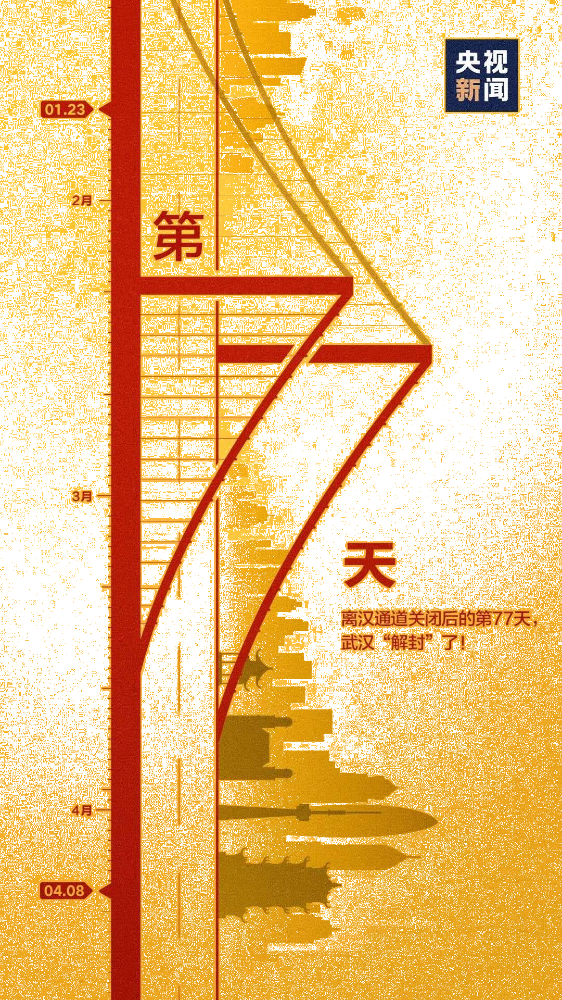 央视
新闻
01.23
2月
第
77
3月
天
离汉通道关闭后的第77天，
武汉“解封”了！
4月
04.08